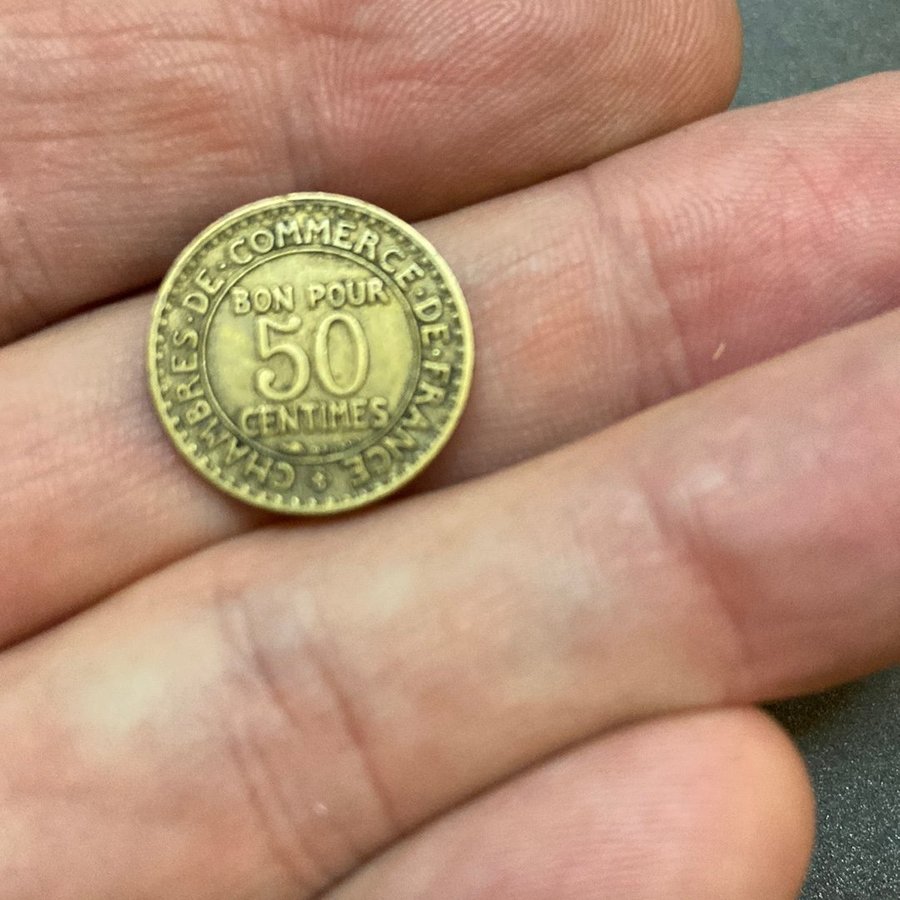 CHAMBRES·DE·COMMERCE·DE·FRANCE
BON POUR
50
CENTIMES